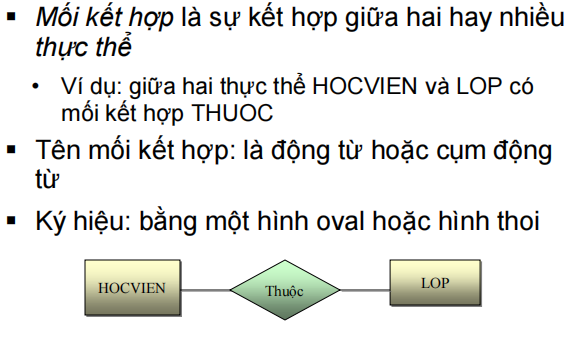 ▪ Mối kết hợp là sự kết hợp giữa hai hay nhiều
thực thể
• Ví dụ: giữa hai thực thể HOCVIEN và LOP có
mối kết hợp THUOC
▪ Tên mối kết hợp: là động từ hoặc cụm động
từ
▪ Ký hiệu: bằng một hình oval hoặc hình thoi
HOCVIEN
Thuộc
LOP